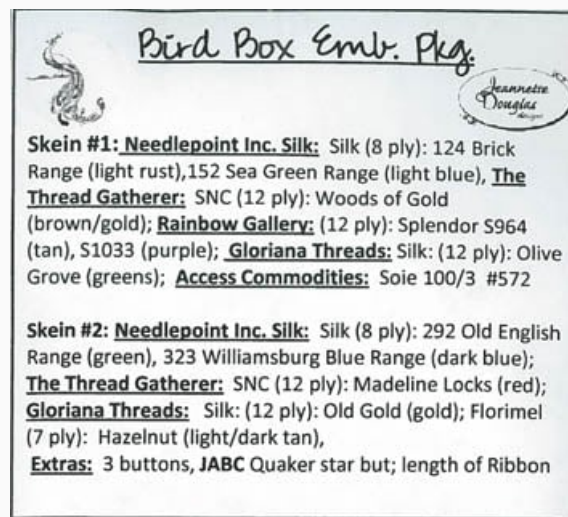 Bird Box Emb. Pkg.
Jeannette
Douglas
designs
Skein #1: Needlepoint Inc. Silk: Silk (8 ply): 124 Brick
Range (light rust),152 Sea Green Range (light blue), The
Thread Gatherer: SNC (12 ply): Woods of Gold
(brown/gold); Rainbow Gallery: (12 ply): Splendor S964
(tan), S1033 (purple); Gloriana Threads: Silk: (12 ply): Olive
Grove (greens); Access Commodities: Soie 100/3 #572
Skein #2: Needlepoint Inc. Silk: Silk (8 ply): 292 Old English
Range (green), 323 Williamsburg Blue Range (dark blue);
The Thread Gatherer: SNC (12 ply): Madeline Locks (red);
Gloriana Threads: Silk: (12 ply): Old Gold (gold); Florimel
(7 ply): Hazelnut (light/dark tan),
Extras: 3 buttons, JABC Quaker star but; length of Ribbon